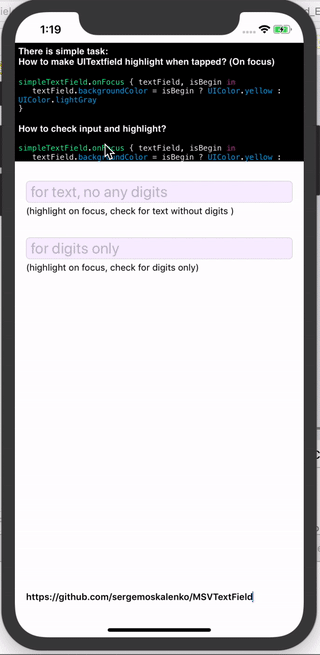 1:19
There is simple task:
How to make UITextfield highlight when tapped? (On focus)
simpleTextField.onFocus { textField, isBegin in
textField.backgroundColor = isBegin ? UIColor.yellow :
UIColor.lightGray
}
How to check input and highlight?
simpleTextField.onFocus { textField, isBegin in
textField.backgroundColor = isBegin ? UIColor.yellow :
for text, no any digits
(highlight on focus, check for text without digits )
for digits only
(highlight on focus, check for digits only)
https://github.com/sergemoskalenko/MSVTextField